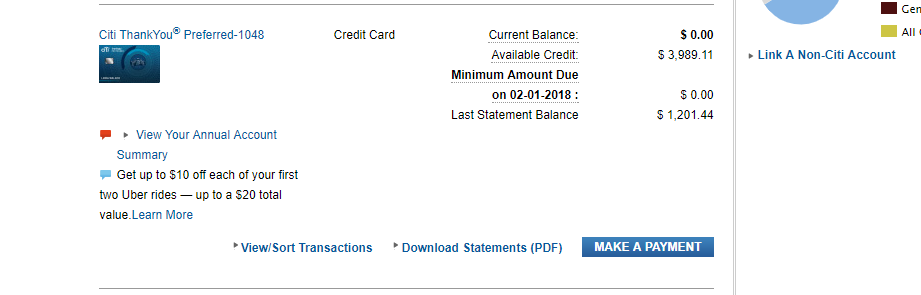 Citi ThankYou® Preferred-1048
Credit Card
Current Balance:
$ 0.00
Available Credit:
$ 3,989.11
Minimum Amount Due
on 02-01-2018 :
$ 0.00
Last Statement Balance
$ 1,201.44
citi
View Your Annual Account
Summary
Get up to $10 off each of your first
two Uber rides — up to a $20 total
value.Learn More
View/Sort Transactions
Download Statements (PDF)
MAKE A PAYMENT
Gen
All
Link A Non-Citi Account